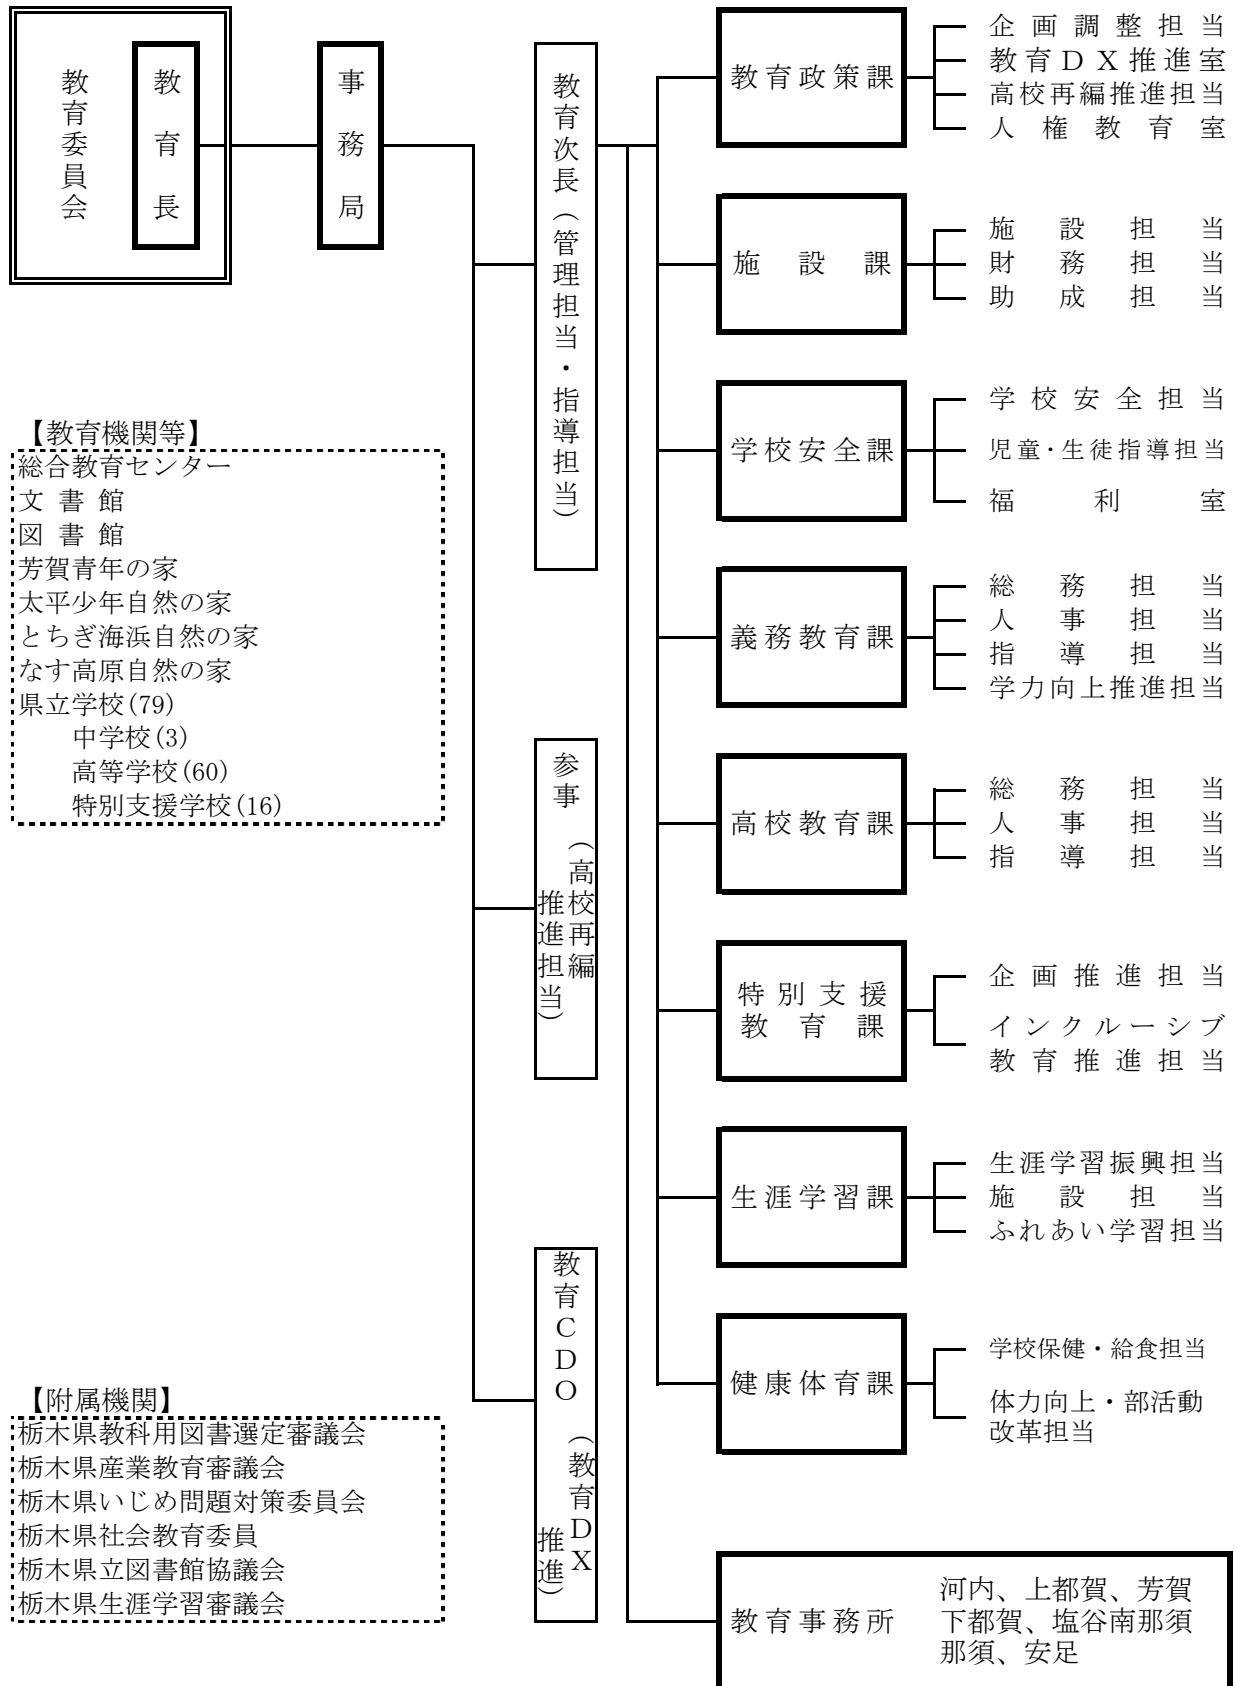 教育委員会
教育長
事務局
教育次長（管理担当・指導担当）
参事（高校再編
推進担当）
教育ＣＤＯ（教育ＤＸ
推進）
教育政策課
企画調整担当
教育ＤＸ推進室
高校再編推進担当
人権教育室
施設課
施設担当
財務担当
助成担当
学校安全課
学校安全担当
児童・生徒指導担当
福利室
義務教育課
総務担当
人事担当
指導担当
学力向上推進担当
高校教育課
総務担当
人事担当
指導担当
特別支援
教育課
企画推進担当
インクルーシブ
教育推進担当
生涯学習課
生涯学習振興担当
施設担当
ふれあい学習担当
健康体育課
学校保健・給食担当
体力向上・部活動
改革担当
教育事務所
河内、上都賀、芳賀
下都賀、塩谷南那須
那須、安足
【教育機関等】
総合教育センター
文書館
図書館
芳賀青年の家
太平少年自然の家
とちぎ海浜自然の家
なす高原自然の家
県立学校(79)
中学校(3)
高等学校(60)
特別支援学校(16)
【附属機関】
栃木県教科用図書選定審議会
栃木県産業教育審議会
栃木県いじめ問題対策委員会
栃木県社会教育委員
栃木県立図書館協議会
栃木県生涯学習審議会